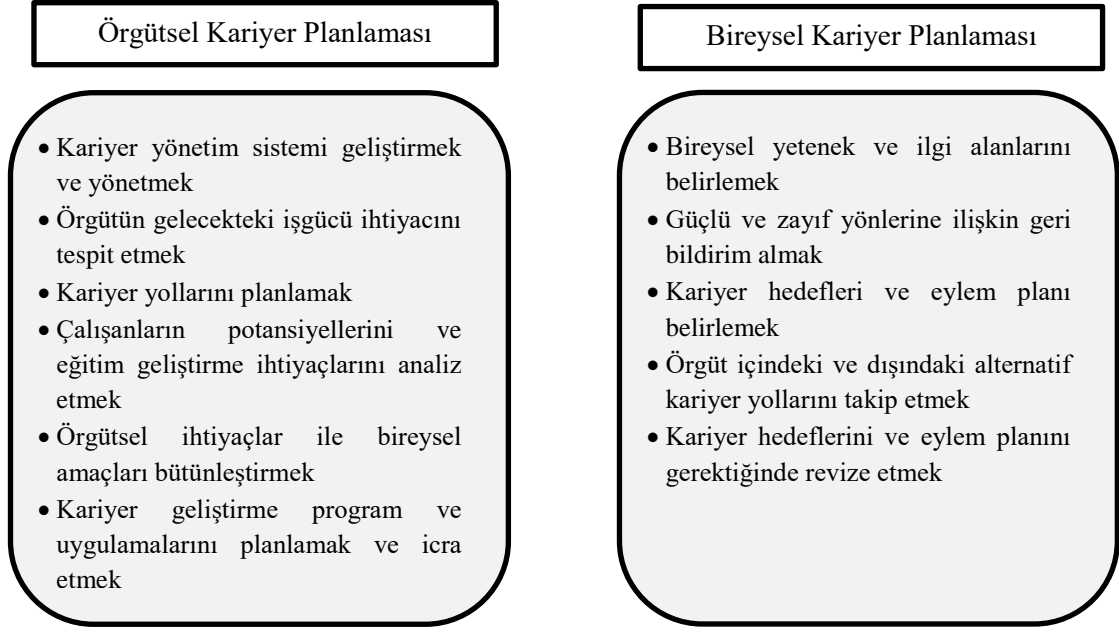 Örgütsel Kariyer Planlaması
• Kariyer yönetim sistemi geliştirmek
ve yönetmek
• Örgütün gelecekteki işgücü ihtiyacını
tespit etmek
• Kariyer yollarını planlamak
• Çalışanların potansiyellerini ve
eğitim geliştirme ihtiyaçlarını analiz
etmek
• Örgütsel ihtiyaçlar ile bireysel
amaçları bütünleştirmek
• Kariyer geliştirme program ve
uygulamalarını planlamak ve icra
etmek
Bireysel Kariyer Planlaması
• Bireysel yetenek ve ilgi alanlarını
belirlemek
• Güçlü ve zayıf yönlerine ilişkin geri
bildirim almak
• Kariyer hedefleri ve eylem planı
belirlemek
• Örgüt içindeki ve dışındaki alternatif
kariyer yollarını takip etmek
• Kariyer hedeflerini ve eylem planını
gerektiğinde revize etmek